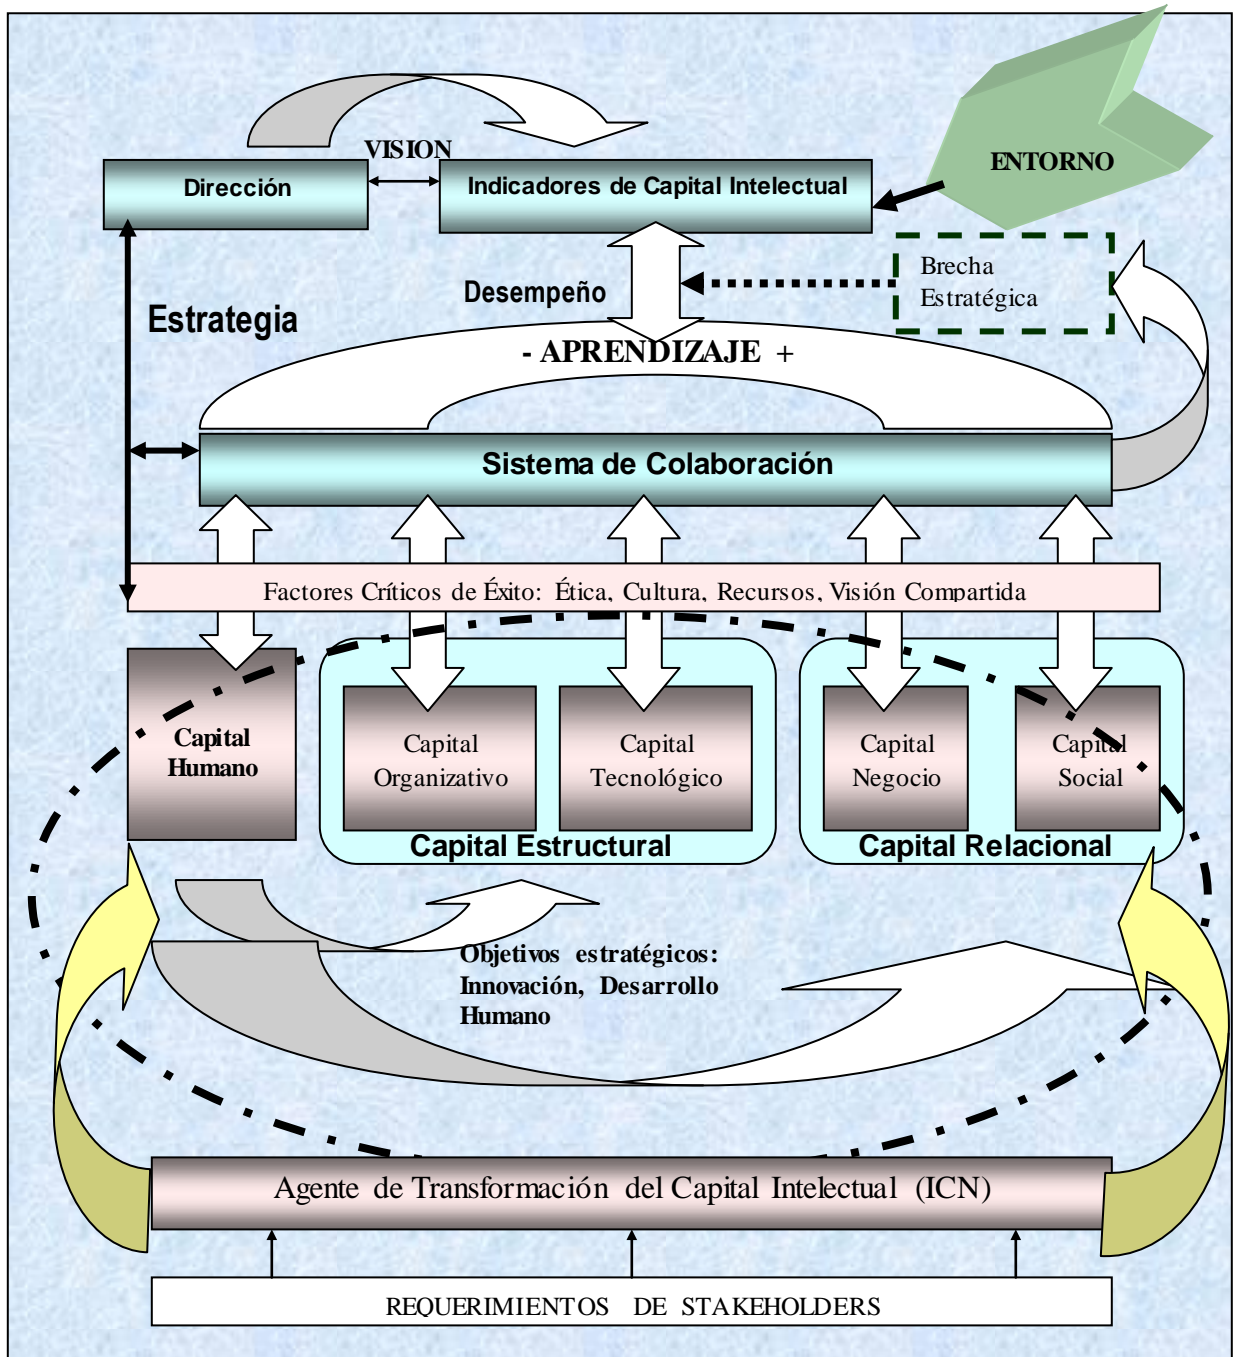 VISION
Dirección
Indicadores de Capital Intelectual
ENTORNO
Brecha
Estratégica
Desempeño
Estrategia
- APRENDIZAJE +
Sistema de Colaboración
Factores Críticos de Éxito: Ética, Cultura, Recursos, Visión Compartida
Capital
Humano
Capital
Organizativo
Capital
Tecnológico
Capital Estructural
Capital
Negocio
Capital
Social
Capital Relacional
Objetivos estratégicos:
Innovación, Desarrollo
Humano
Agente de Transformación del Capital Intelectual (ICN)
REQUERIMIENTOS DE STAKEHOLDERS